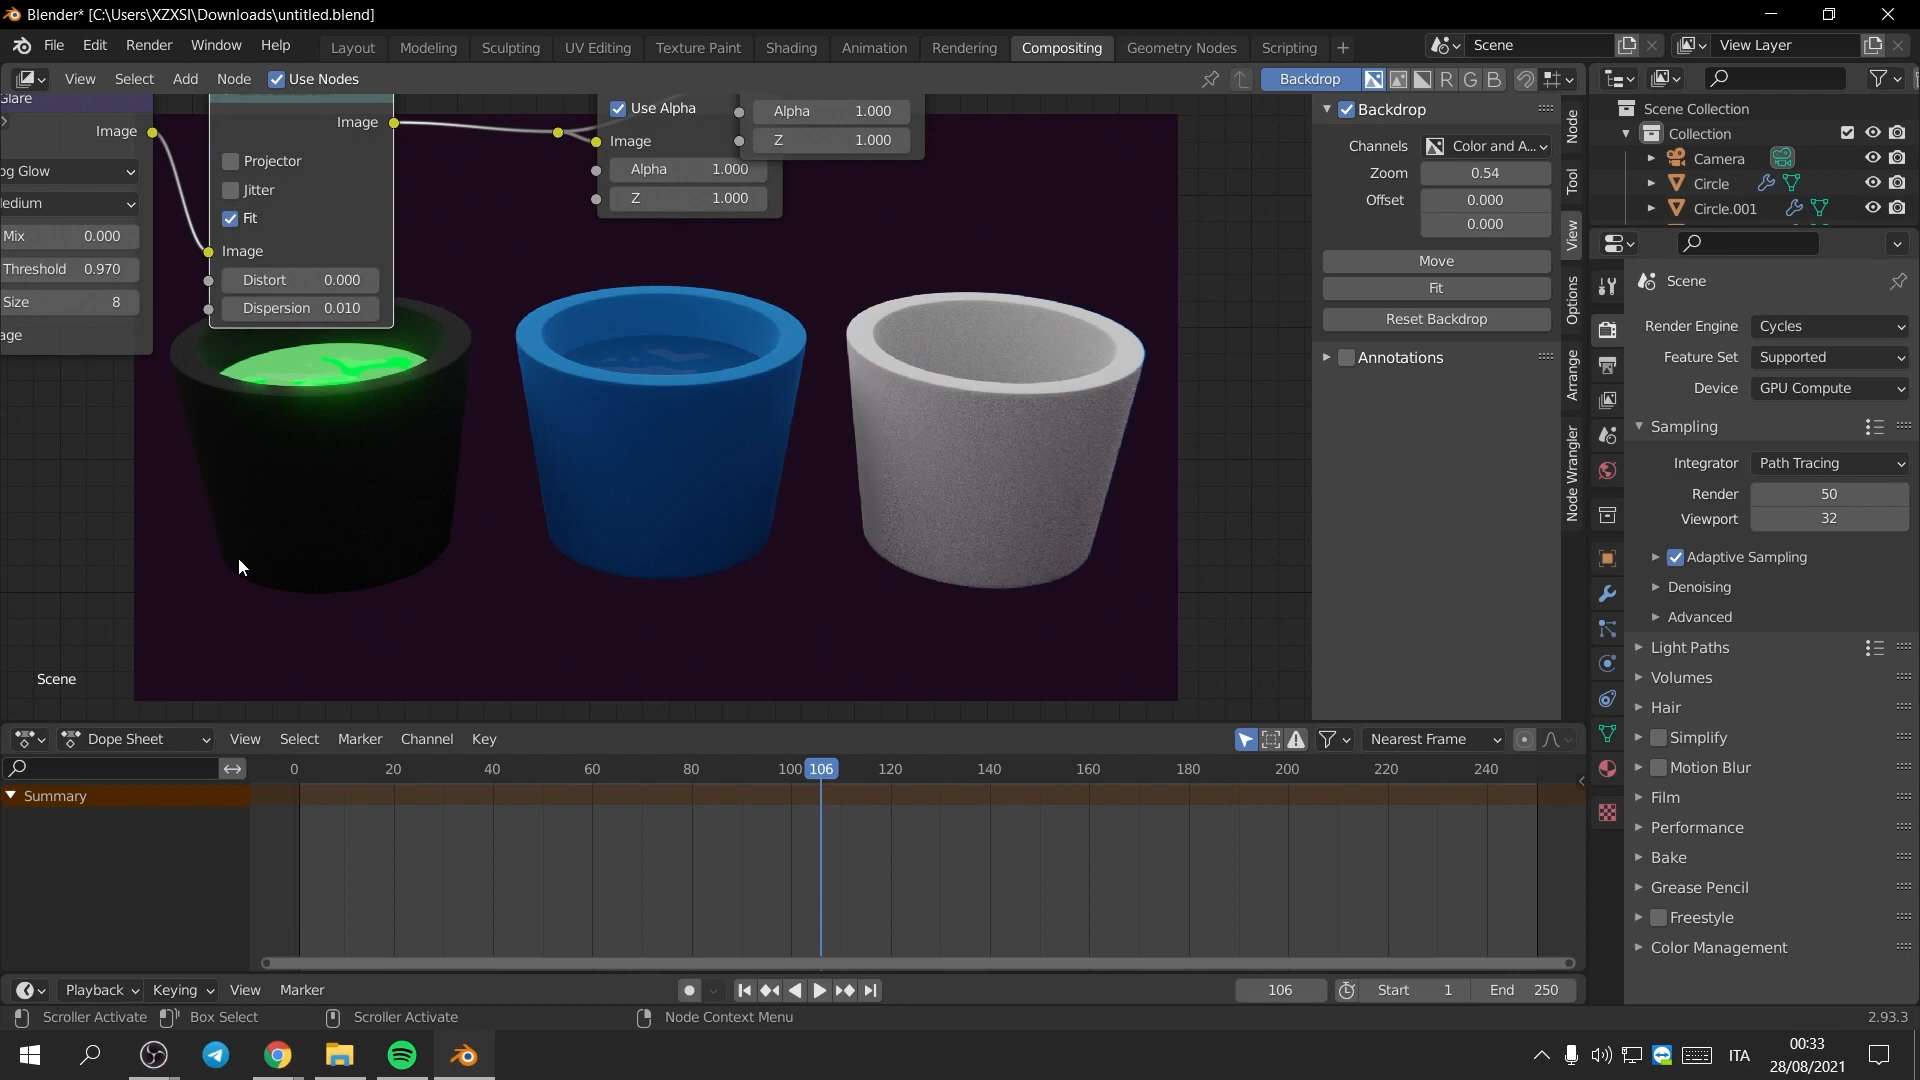 Blender* [C:\Users\XZXSI\Downloads\untitled.blend]
File Edit Render Window Help Layout Modeling Sculpting UV Editing Texture Paint Shading Animation Rendering Compositing Geometry Nodes Scripting Scene View Layer
View Select Add Node Use Nodes Backdrop R G B
Image
Glow
Mix 0.000
Threshold 0.970
Size 8
Image
Projector
Jitter
Fit
Image
Distort 0.000
Dispersion 0.010
Use Alpha
Image
Alpha 1.000
Z 1.000
Alpha 1.000
Z 1.000
Scene
Backdrop
Channels Color and A...
Zoom 0.54
Offset 0.000
0.000
Move
Fit
Reset Backdrop
Annotations
Node
Tool
View
Options
Arrange
Node Wrangler
Scene Collection
Collection
Camera
Circle
Circle.001
Scene
Render Engine Cycles
Feature Set Supported
Device GPU Compute
Sampling
Integrator Path Tracing
Render 50
Viewport 32
Adaptive Sampling
Denoising
Advanced
Light Paths
Volumes
Hair
Simplify
Motion Blur
Film
Performance
Bake
Grease Pencil
Freestyle
Color Management
Dope Sheet View Select Marker Channel Key Nearest Frame
0 20 40 60 80 100 106 120 140 160 180 200 220 240
Summary
Playback Keying View Marker 106 Start 1 End 250
Scroller Activate Box Select Scroller Activate Node Context Menu 2.93.3
ITA
00:33
28/08/2021